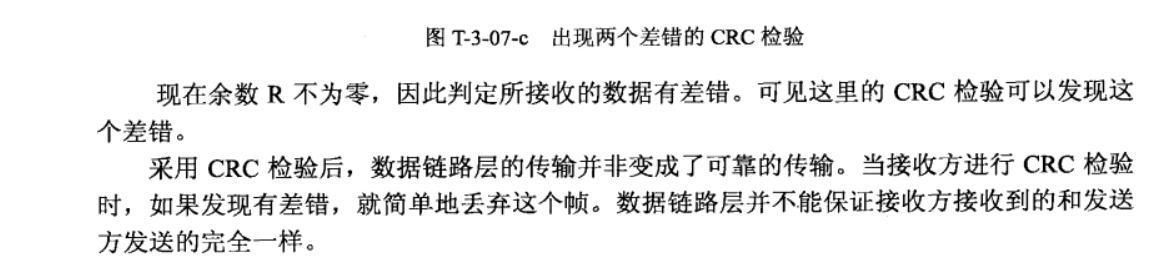 图 T-3-07-c 出现两个差错的 CRC 检验
现在余数 R 不为零，因此判定所接收的数据有差错。可见这里的 CRC 检验可以发现这
个差错。
采用 CRC 检验后，数据链路层的传输并非变成了可靠的传输。当接收方进行 CRC 检验
时，如果发现有差错，就简单地丢弃这个帧。数据链路层并不能保证接收方接收到的和发送
方发送的完全一样。